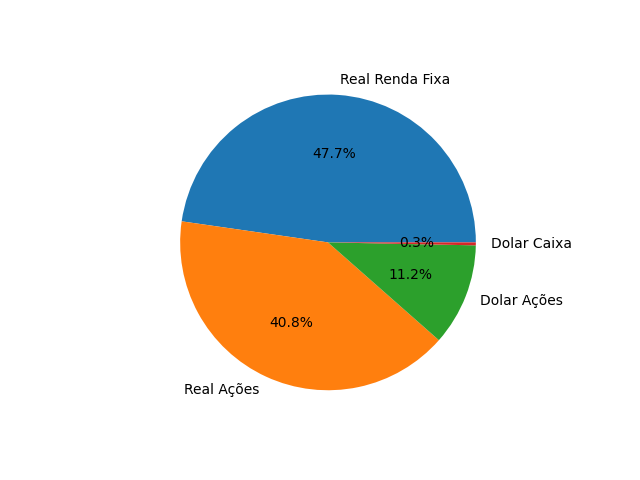 Real Renda Fixa
47.7%
0.3%
Dolar Caixa
11.2%
Dolar Ações
40.8%
Real Ações